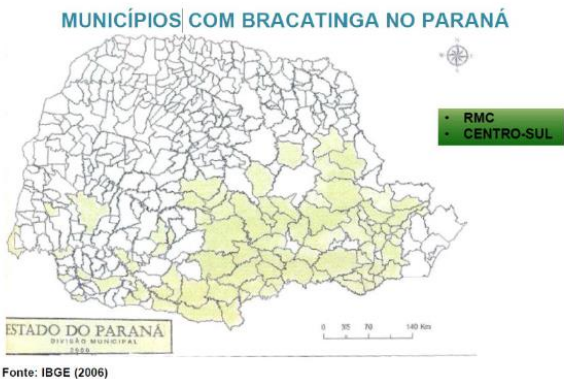 MUNICÍPIOS COM BRACATINGA NO PARANÁ
• RMC
• CENTRO-SUL
0 35 70 140 Km
ESTADO DO PARANÁ
DIVISÃO MUNICIPAL
Fonte: IBGE (2006)